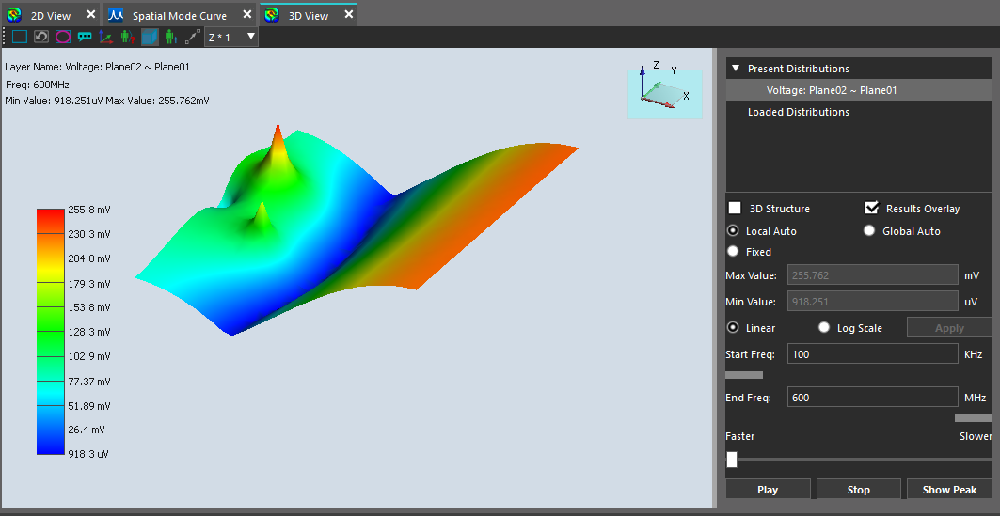 2D View
Spatial Mode Curve
3D View
Z * 1
Layer Name: Voltage: Plane02 ~ Plane01
Freq: 600MHz
Min Value: 918.251uV Max Value: 255.762mV
Z
Y
X
255.8 mV
230.3 mV
204.8 mV
179.3 mV
153.8 mV
128.3 mV
102.9 mV
77.37 mV
51.89 mV
26.4 mV
918.3 uV
Present Distributions
Voltage: Plane02 ~ Plane01
Loaded Distributions
3D Structure
Results Overlay
Local Auto
Global Auto
Fixed
Max Value: 255.762 mV
Min Value: 918.251 uV
Linear
Log Scale
Apply
Start Freq: 100 KHz
End Freq: 600 MHz
Faster
Slower
Play
Stop
Show Peak